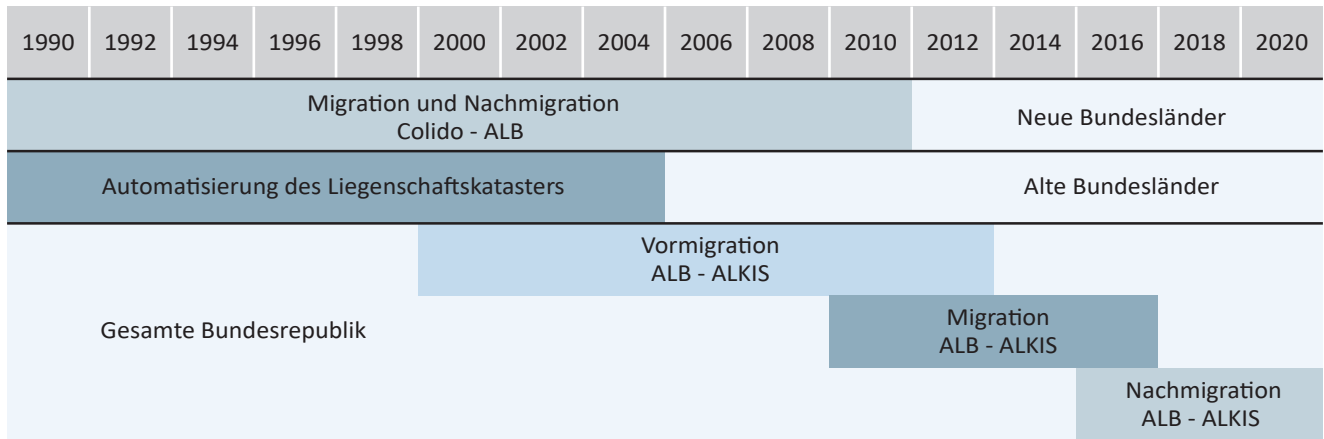 1990 1992 1994 1996 1998 2000 2002 2004 2006 2008 2010 2012 2014 2016 2018 2020
Migration und Nachmigration
Colido - ALB
Neue Bundesländer
Automatisierung des Liegenschaftskatasters
Alte Bundesländer
Vormigration
ALB - ALKIS
Gesamte Bundesrepublik
Migration
ALB - ALKIS
Nachmigration
ALB - ALKIS